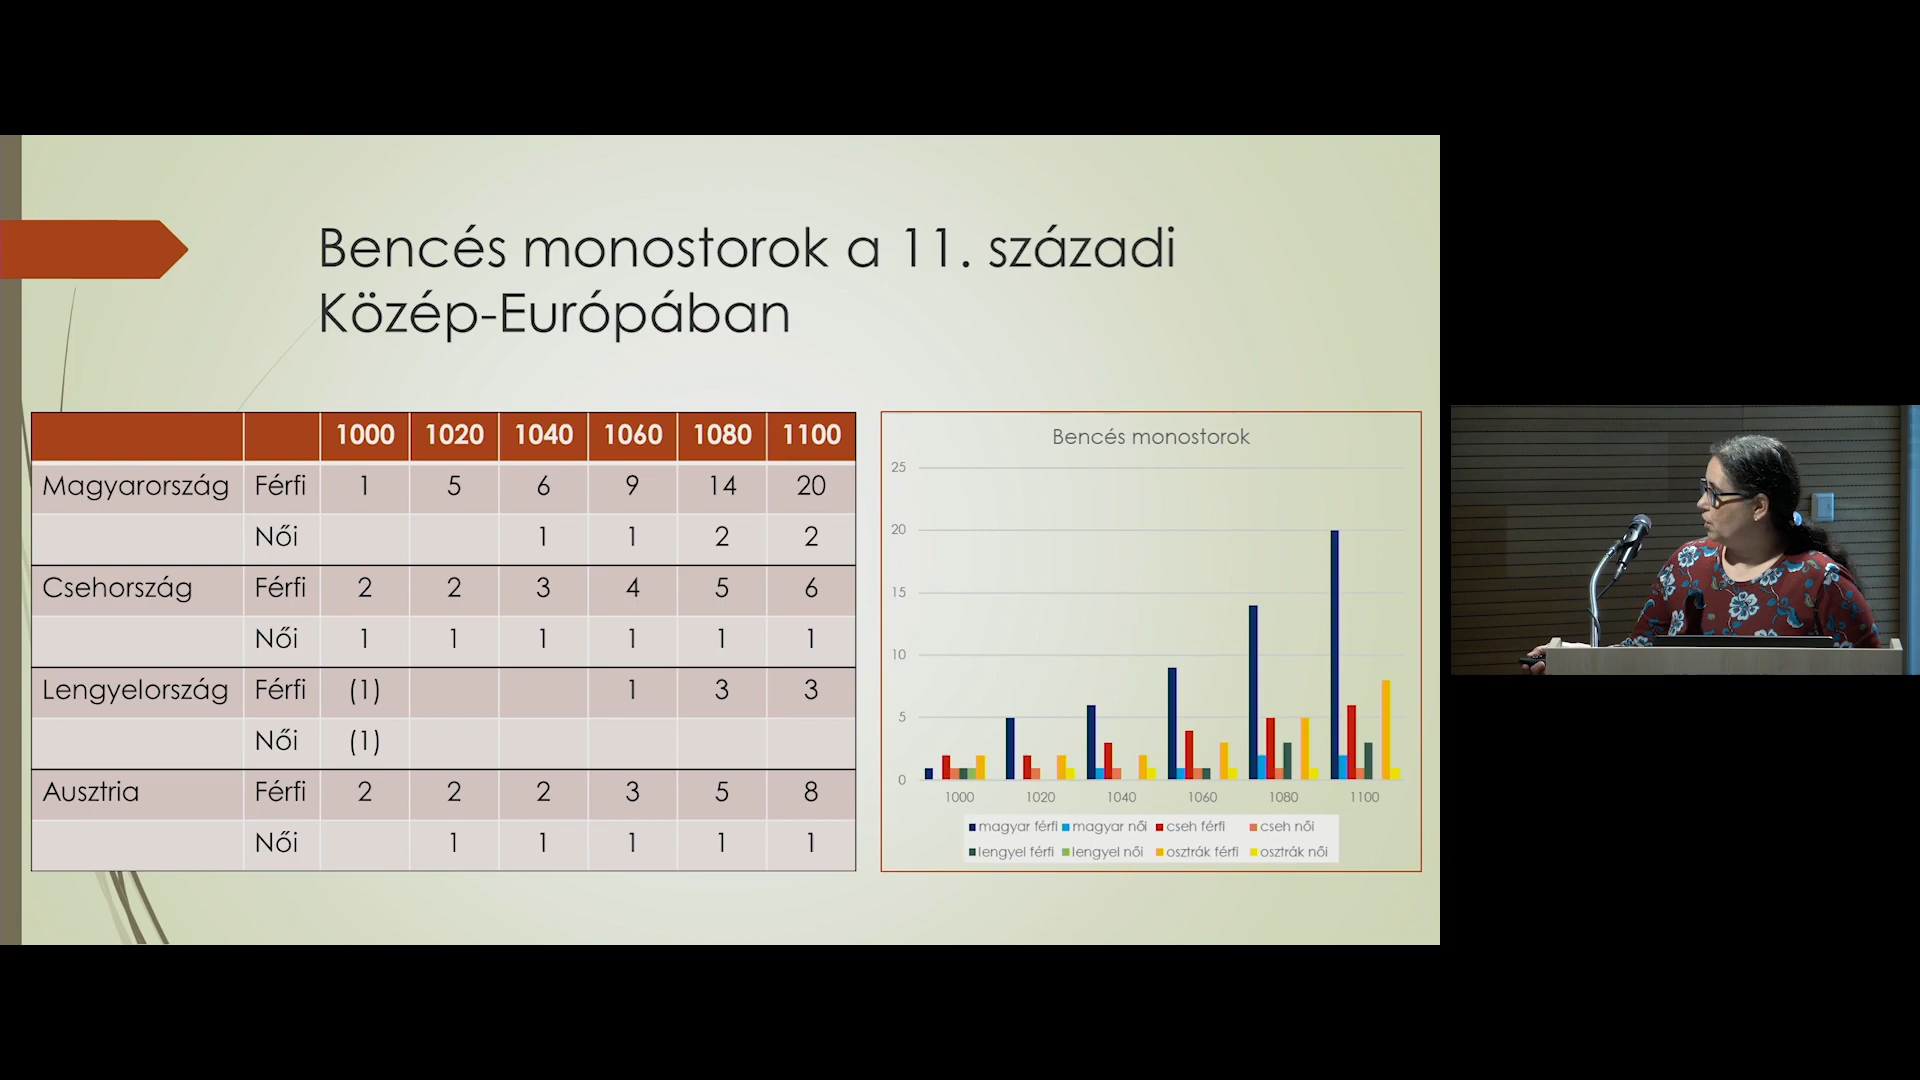 Bencés monostorok a 11. századi
Közép-Európában
1000 1020 1040 1060 1080 1100
Magyarország Férfi 1 5 6 9 14 20
Női 1 1 2 2
Csehország Férfi 2 2 3 4 5 6
Női 1 1 1 1 1 1
Lengyelország Férfi (1) 1 3 3
Női (1)
Ausztria Férfi 2 2 2 3 5 8
Női 1 1 1 1 1
Bencés monostorok
25
20
15
10
5
0
1000 1020 1040 1060 1080 1100
magyar férfi magyar női cseh férfi cseh női
lengyel férfi lengyel női osztrák férfi osztrák női